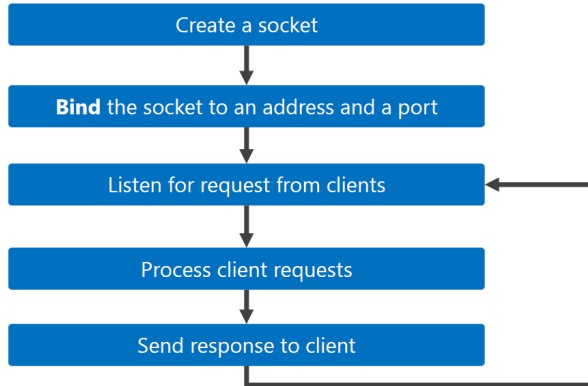 Create a socket
Bind the socket to an address and a port
Listen for request from clients
Process client requests
Send response to client